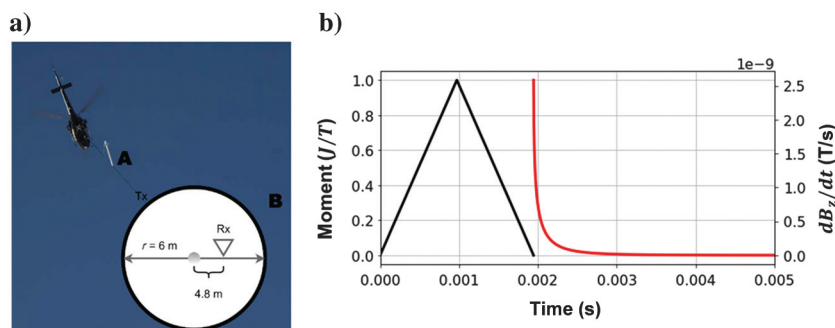 a)
A
B
Tx
Rx
r = 6 m
4.8 m
b)
1e−9
Moment (J/T)
1.0
0.8
0.6
0.4
0.2
0.0
2.5
2.0
1.5
1.0
0.5
0.0
dBz/dt (T/s)
0.000 0.001 0.002 0.003 0.004 0.005
Time (s)